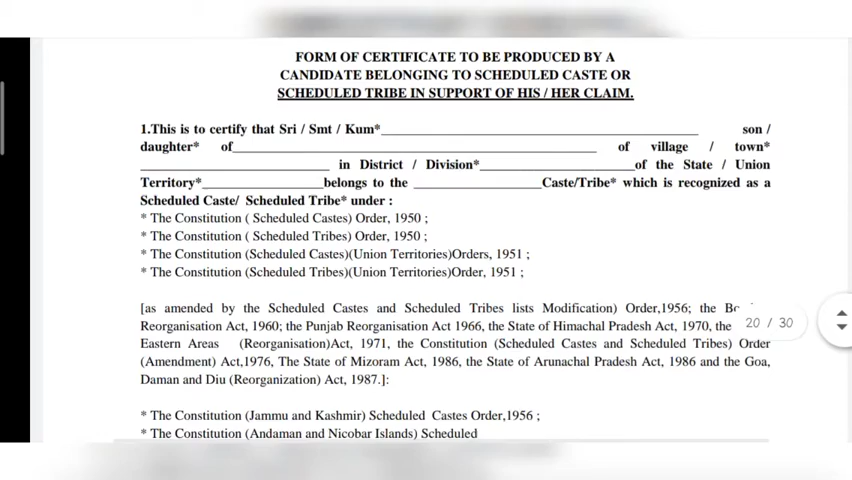 FORM OF CERTIFICATE TO BE PRODUCED BY A
CANDIDATE BELONGING TO SCHEDULED CASTE OR
SCHEDULED TRIBE IN SUPPORT OF HIS / HER CLAIM.
1.This is to certify that Sri / Smt / Kum*________________________________________ son /
daughter* of______________________________________________ of village / town*
________________________ in District / Division*____________________of the State / Union
Territory*________________belongs to the ________________Caste/Tribe* which is recognized as a
Scheduled Caste/ Scheduled Tribe* under :
* The Constitution ( Scheduled Castes) Order, 1950 ;
* The Constitution ( Scheduled Tribes) Order, 1950 ;
* The Constitution (Scheduled Castes)(Union Territories)Orders, 1951 ;
* The Constitution (Scheduled Tribes)(Union Territories)Order, 1951 ;
[as amended by the Scheduled Castes and Scheduled Tribes lists Modification) Order,1956; the
Reorganisation Act, 1960; the Punjab Reorganisation Act 1966, the State of Himachal Pradesh Act, 1970, the
20 / 30
Eastern Areas (Reorganisation)Act, 1971, the Constitution (Scheduled Castes and Scheduled Tribes) Order
(Amendment) Act,1976, The State of Mizoram Act, 1986, the State of Arunachal Pradesh Act, 1986 and the Goa,
Daman and Diu (Reorganization) Act, 1987.]:
* The Constitution (Jammu and Kashmir) Scheduled Castes Order,1956 ;
* The Constitution (Andaman and Nicobar Islands) Scheduled